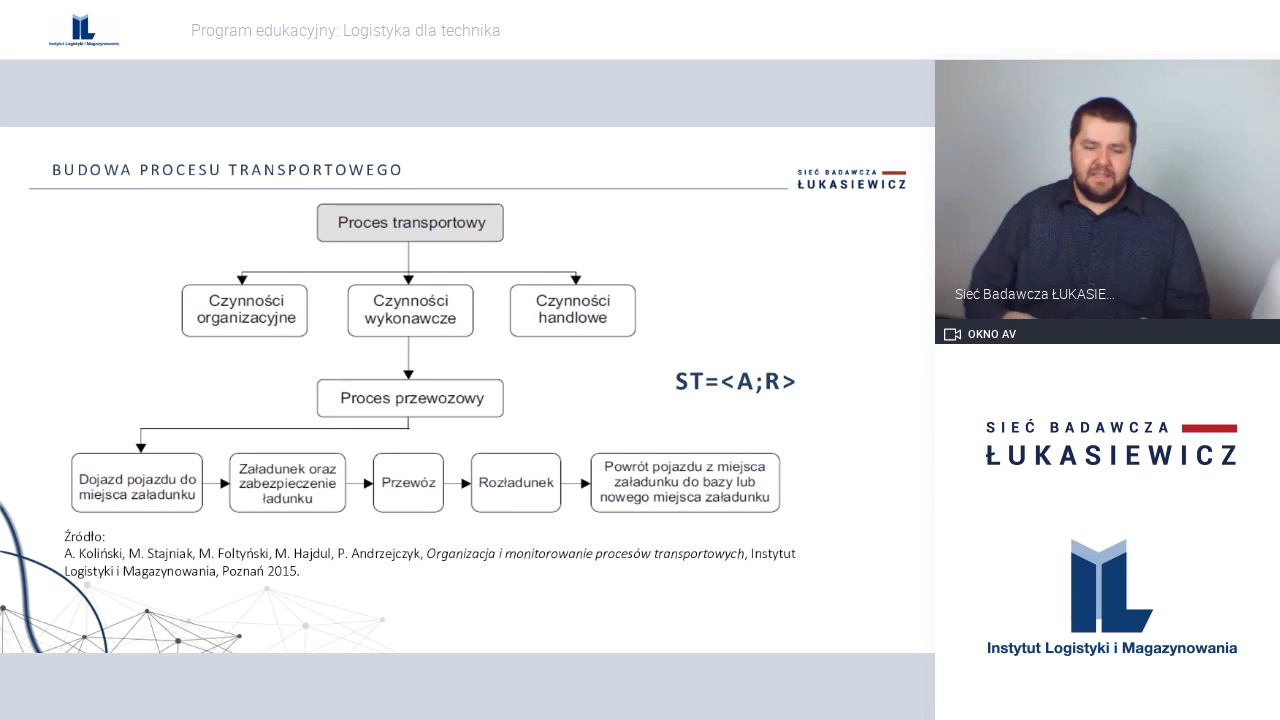 Instytut Logistyki i Magazynowania
Program edukacyjny: Logistyka dla technika
BUDOWA PROCESU TRANSPORTOWEGO
SIEĆ BADAWCZA
ŁUKASIEWICZ
Proces transportowy
Czynności
organizacyjne
Czynności
wykonawcze
Czynności
handlowe
Proces przewozowy
ST=<A;R>
Dojazd pojazdu do
miejsca załadunku
Załadunek oraz
zabezpieczenie
ładunku
Przewóz
Rozładunek
Powrót pojazdu z miejsca
załadunku do bazy lub
nowego miejsca załadunku
Źródło:
A. Koliński, M. Stajniak, M. Foltyński, M. Hajdul, P. Andrzejczyk, Organizacja i monitorowanie procesów transportowych, Instytut
Logistyki i Magazynowania, Poznań 2015.
Sieć Badawcza ŁUKASIE...
OKNO AV
SIEĆ BADAWCZA
ŁUKASIEWICZ
Instytut Logistyki i Magazynowania